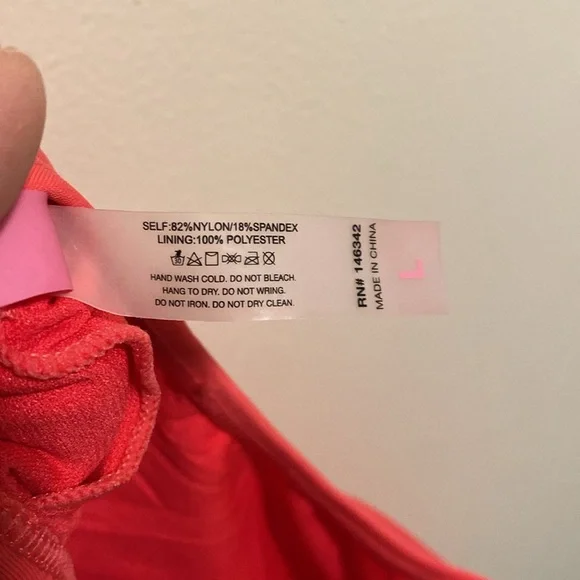 SELF:82%NYLON/18%SPANDEX
LINING:100% POLYESTER
30
HAND WASH COLD. DO NOT BLEACH.
HANG TO DRY. DO NOT WRING.
DO NOT IRON. DO NOT DRY CLEAN.
RN# 146342
MADE IN CHINA
L